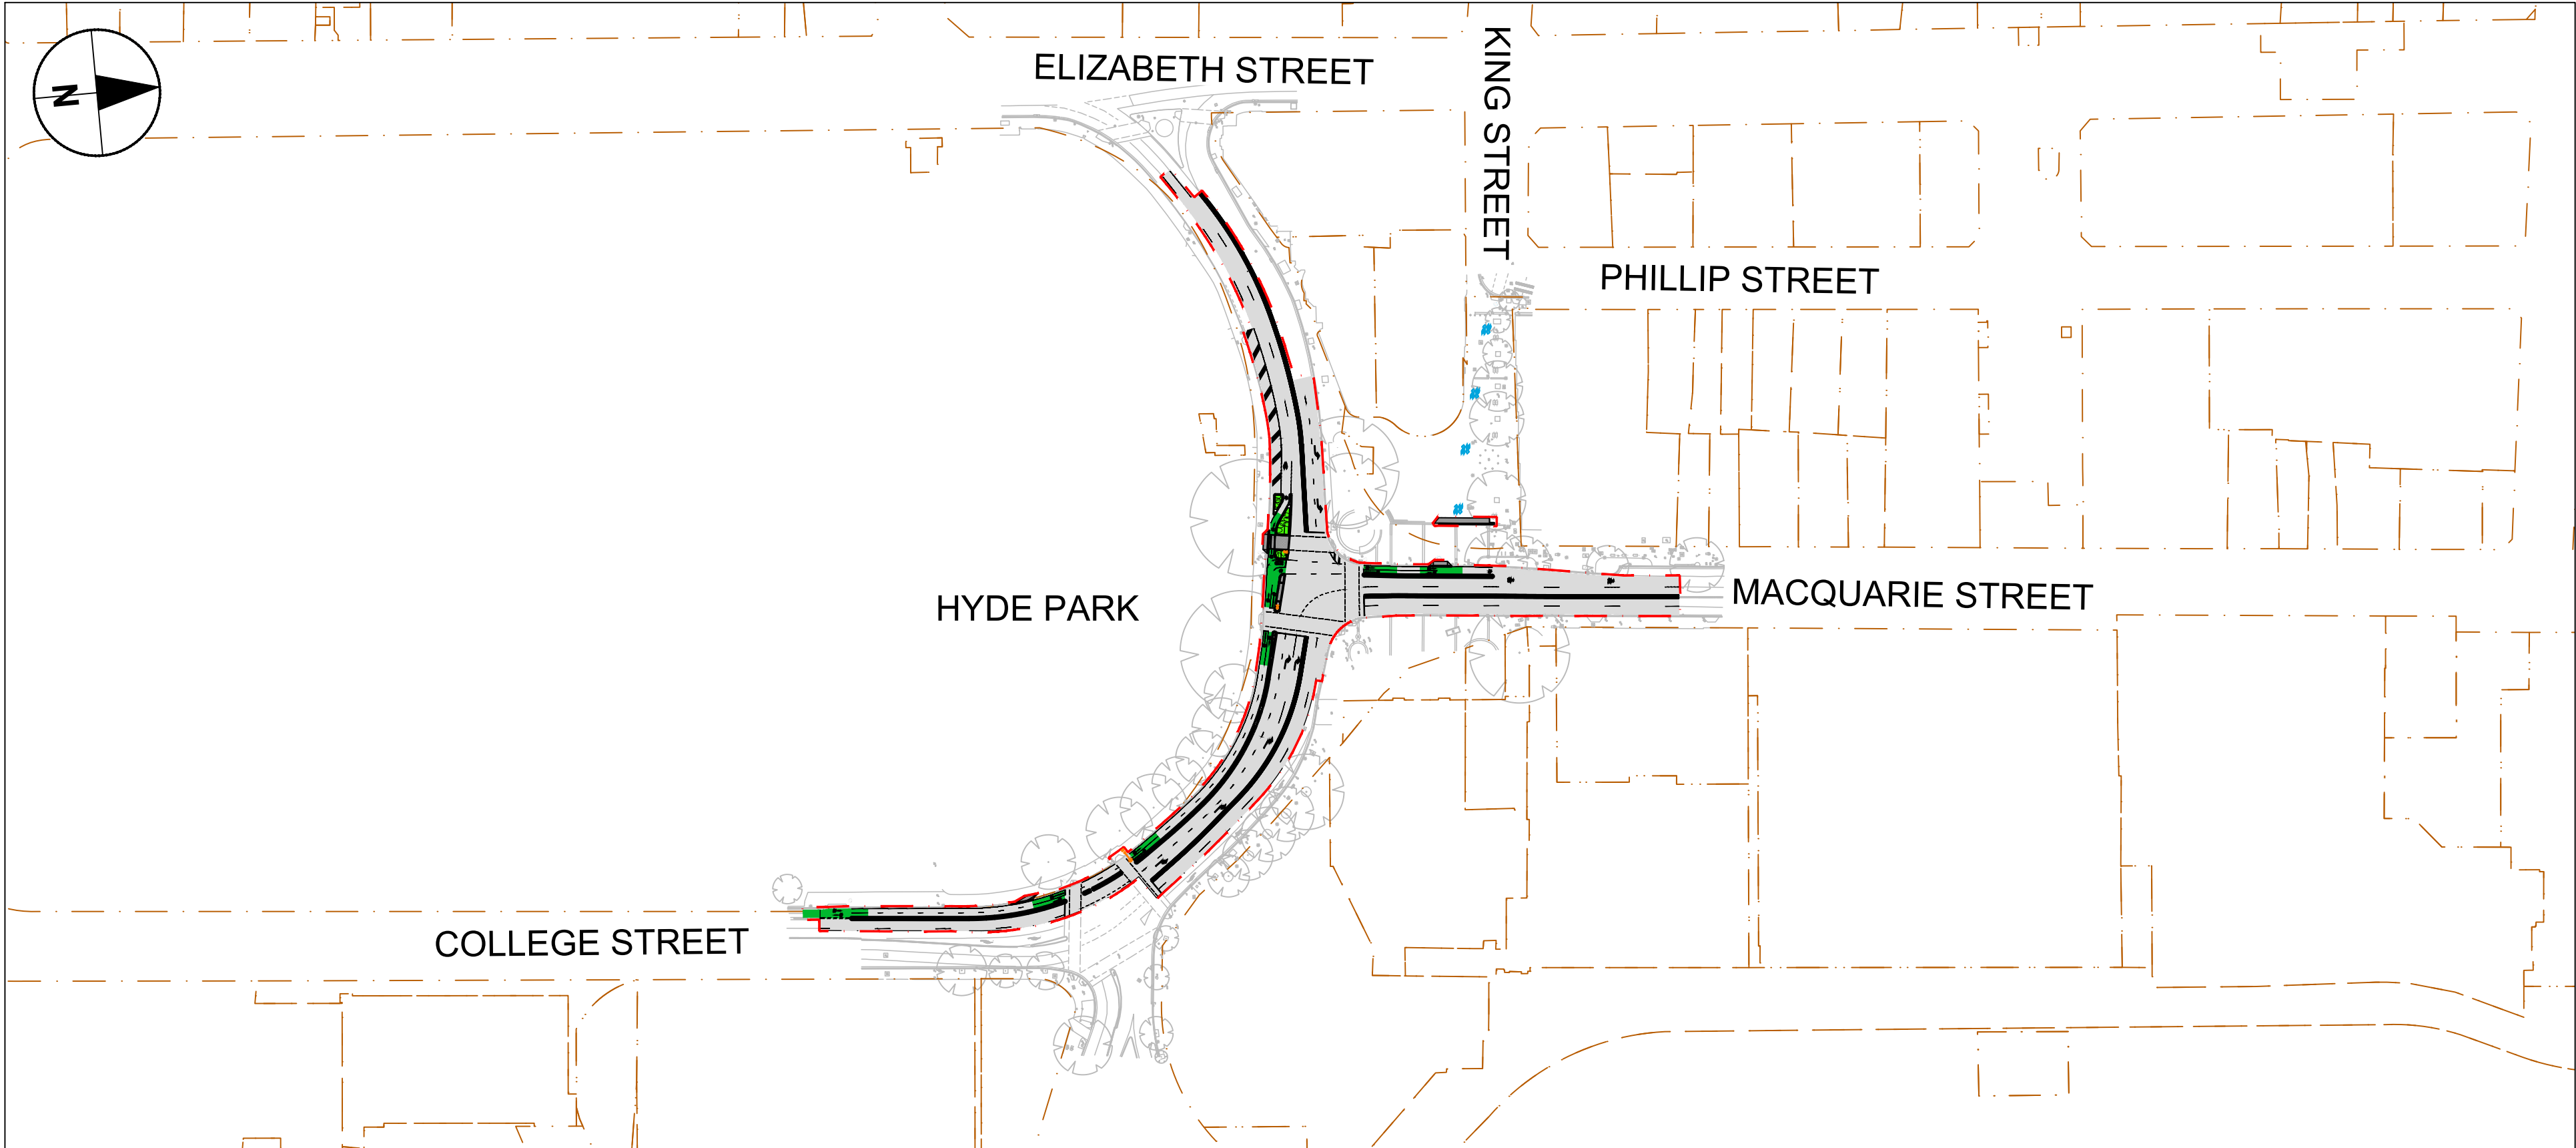 ELIZABETH STREET
KING STREET
N
PHILLIP STREET
MACQUARIE STREET
HYDE PARK
COLLEGE STREET